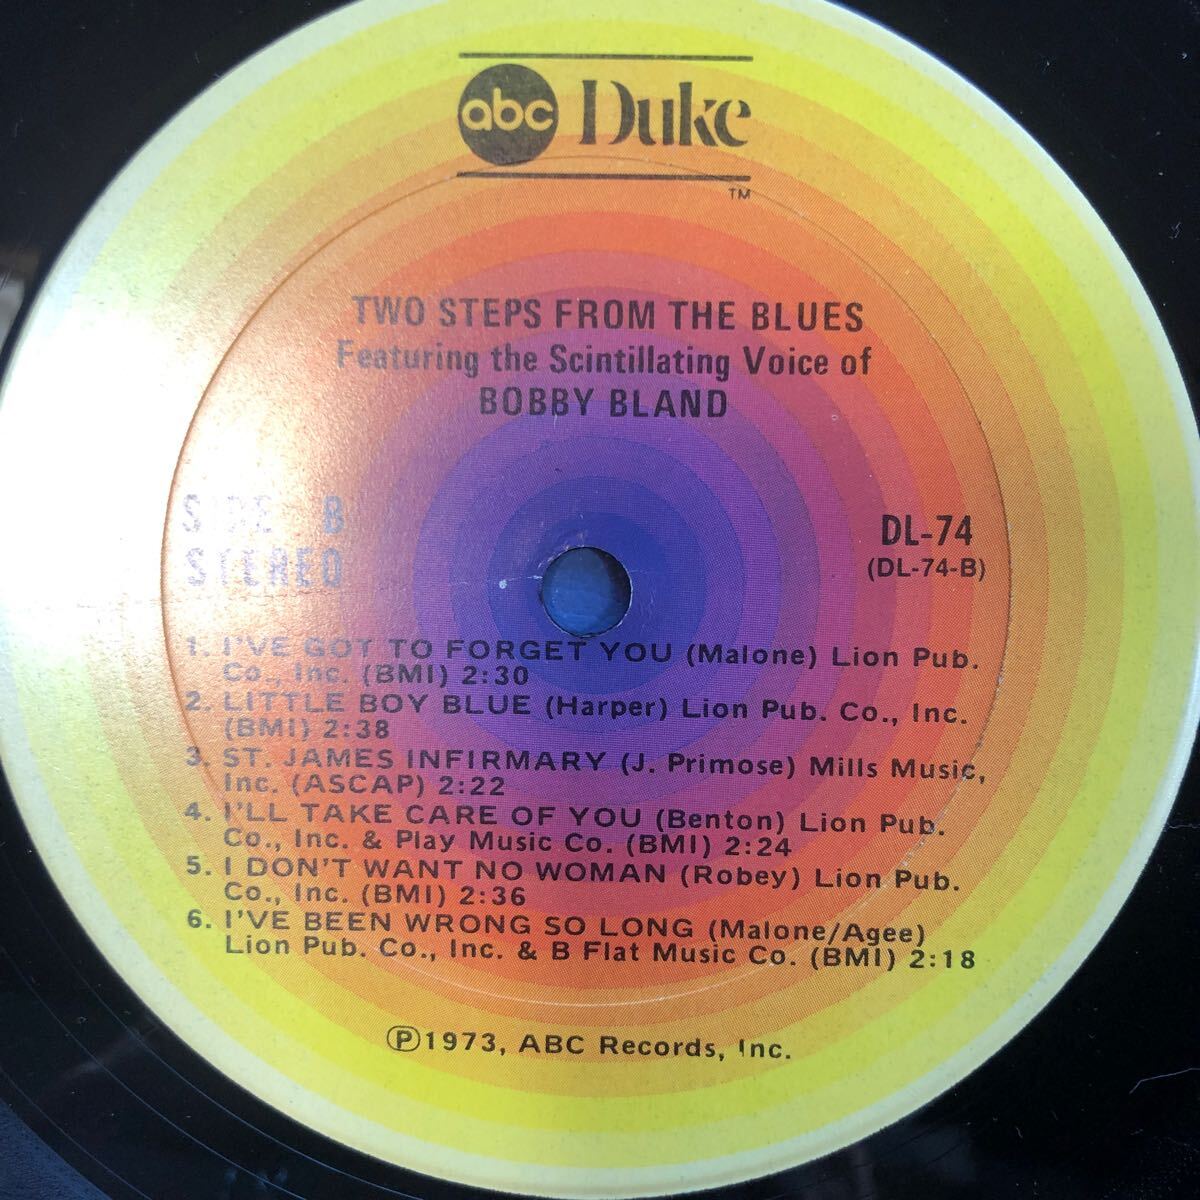 abc Duke
TM
TWO STEPS FROM THE BLUES
Featuring the Scintillating Voice of
BOBBY BLAND
SIDE B
STEREO
DL-74
(DL-74-B)
1. I'VE GOT TO FORGET YOU (Malone) Lion Pub.
Co., Inc. (BMI) 2:30
2. LITTLE BOY BLUE (Harper) Lion Pub. Co., Inc.
(BMI) 2:38
3. ST. JAMES INFIRMARY (J. Primose) Mills Music,
Inc. (ASCAP) 2:22
4. I'LL TAKE CARE OF YOU (Benton) Lion Pub.
Co., Inc. & Play Music Co. (BMI) 2:24
5. I DON'T WANT NO WOMAN (Robey) Lion Pub.
Co., Inc. (BMI) 2:36
6. I'VE BEEN WRONG SO LONG (Malone/Agee)
Lion Pub. Co., Inc. & B Flat Music Co. (BMI) 2:18
℗1973, ABC Records, Inc.